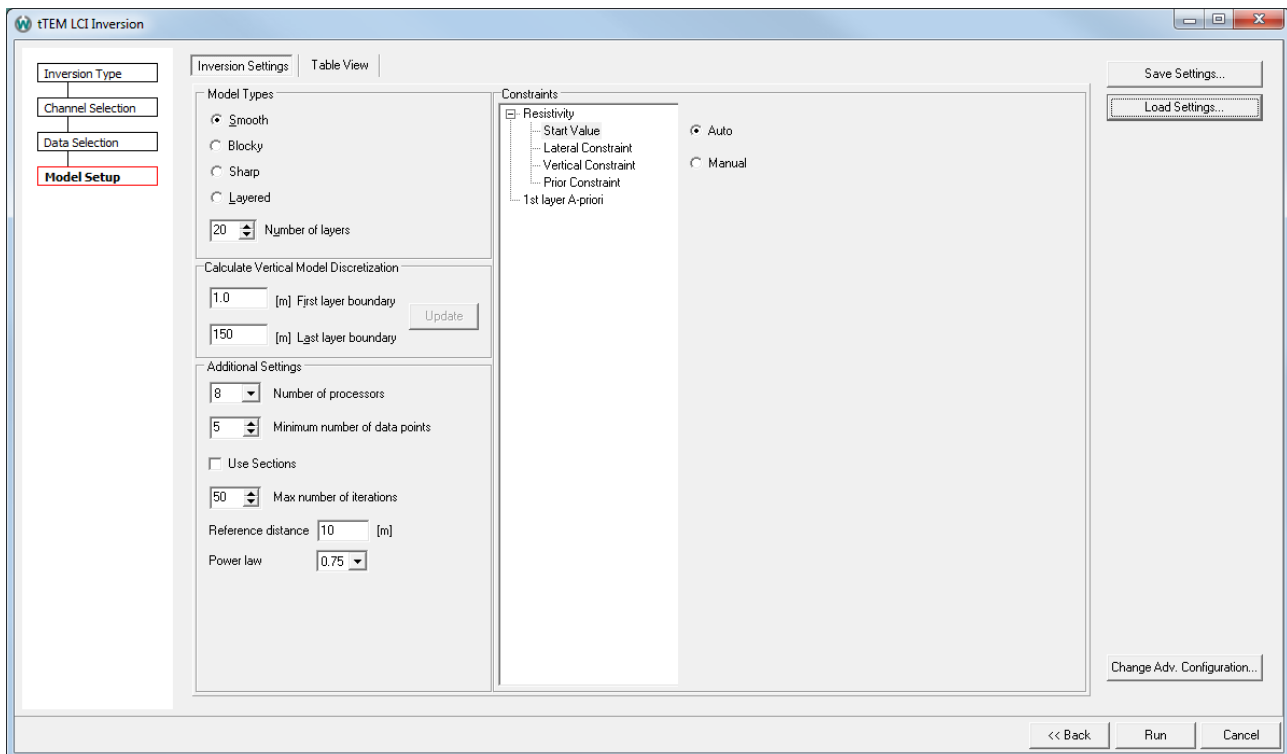 tTEM LCI Inversion
Inversion Type
Channel Selection
Data Selection
Model Setup
Inversion Settings
Table View
Model Types
Smooth
Blocky
Sharp
Layered
20 Number of layers
Calculate Vertical Model Discretization
1.0 [m] First layer boundary
Update
150 [m] Last layer boundary
Additional Settings
8 Number of processors
5 Minimum number of data points
Use Sections
50 Max number of iterations
Reference distance 10 [m]
Power law 0.75
Constraints
Resistivity
Start Value
Lateral Constraint
Vertical Constraint
Prior Constraint
1st layer A-priori
Auto
Manual
Save Settings...
Load Settings...
Change Adv. Configuration...
<< Back
Run
Cancel